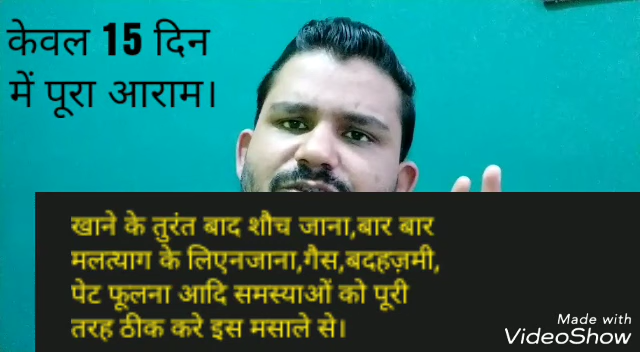 केवल 15 दिन
में पूरा आराम।
खाने के तुरंत बाद शौच जाना,बार बार
मलत्याग के लिएनजाना,गैस,बदहज़मी,
पेट फूलना आदि समस्याओं को पूरी
तरह ठीक करे इस मसाले से।
Made with
VideoShow